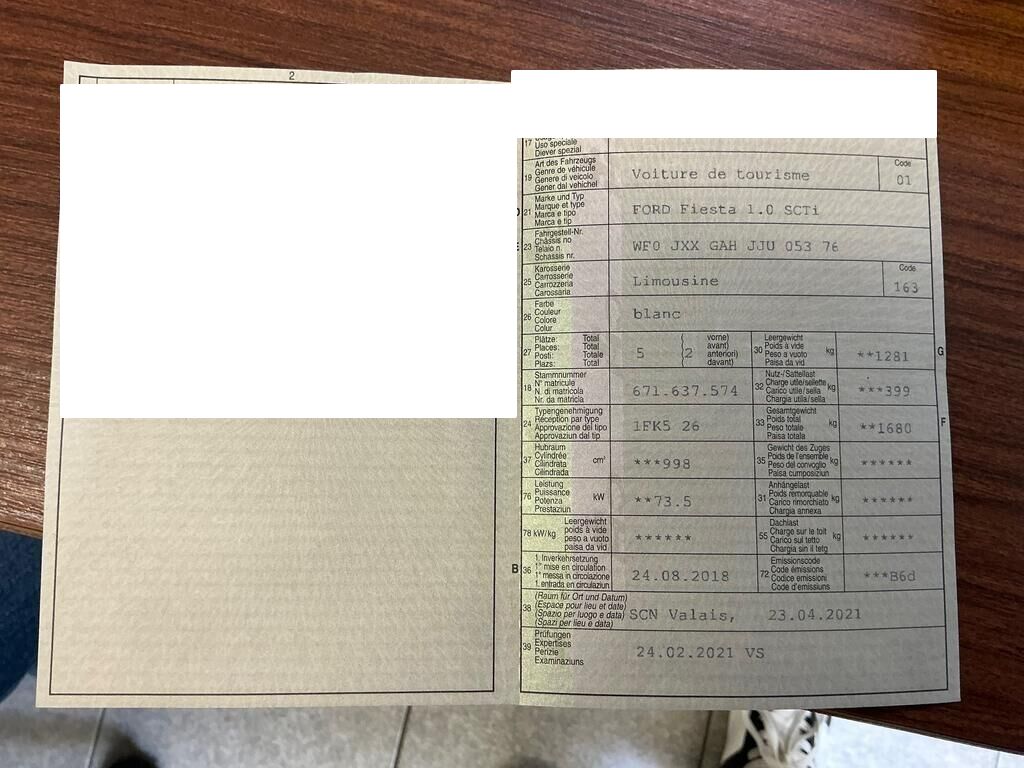 2
Uso speciale
17 Diever spezial
Art des Fahrzeugs
Genre de véhicule
19 Genere di veicolo
Gener dal vehichel
Voiture de tourisme
Code
01
Marke und Typ
21 Marque et type
Marca e tipo
Marca e tip
FORD Fiesta 1.0 SCTi
Fahrgestell-Nr.
23 Châssis no
Telaio n.
Schassis nr.
WF0 JXX GAH JJU 053 76
Karosserie
25 Carrosserie
Carrozzeria
Carossaria
Limousine
Code
163
Farbe
26 Couleur
Colore
Colur
blanc
Plätze: Total vorne)
27 Places: Total avant)
Posti: Totale anteriori)
Plazs: Total davant)
5 (2
Leergewicht
30 Poids à vide kg
Peso a vuoto
Paisa da vid
**1281
G
Stammnummer
18 N° matricule
N. di matricola
Nr. da matricla
671.637.574
Nutz-/Sattellast
32 Charge utile/sellette kg
Carico utile/sella
Chargia utila/sella
***399
Typengenehmigung
24 Réception par type
Approvazione del tipo
Approvaziun dal tip
1FK5 26
Gesamtgewicht
33 Poids total kg
Peso totale
Paisa totala
**1680
F
Hubraum
37 Cylindrée cm³
Cilindrata
Cilindrada
***998
Gewicht des Zuges
35 Poids de l'ensemble kg
Peso del convoglio
Paisa cumposiziun
******
Leistung
76 Puissance kW
Potenza
Prestaziun
**73.5
Anhängelast
31 Poids remorquable kg
Carico rimorchiato
Chargia annexa
******
Leergewicht
78 kW/kg poids à vide
peso a vuoto
paisa da vid
******
Dachlast
55 Charge sur le toit kg
Carico sul tetto
Chargia sin il tetg
******
B
1. Inverkehrsetzung
36 1re mise en circulation
1a messa in circolazione
1. entrada en circulaziun
24.08.2018
Emissionscode
72 Code émissions
Codice emissioni
Code d'emissiuns
***B6d
(Raum für Ort und Datum)
38 (Espace pour lieu et date)
(Spazio per luogo e data)
(Spazi per lieu e data)
SCN Valais, 23.04.2021
Prüfungen
39 Expertises
Perizie
Examinaziuns
24.02.2021 VS